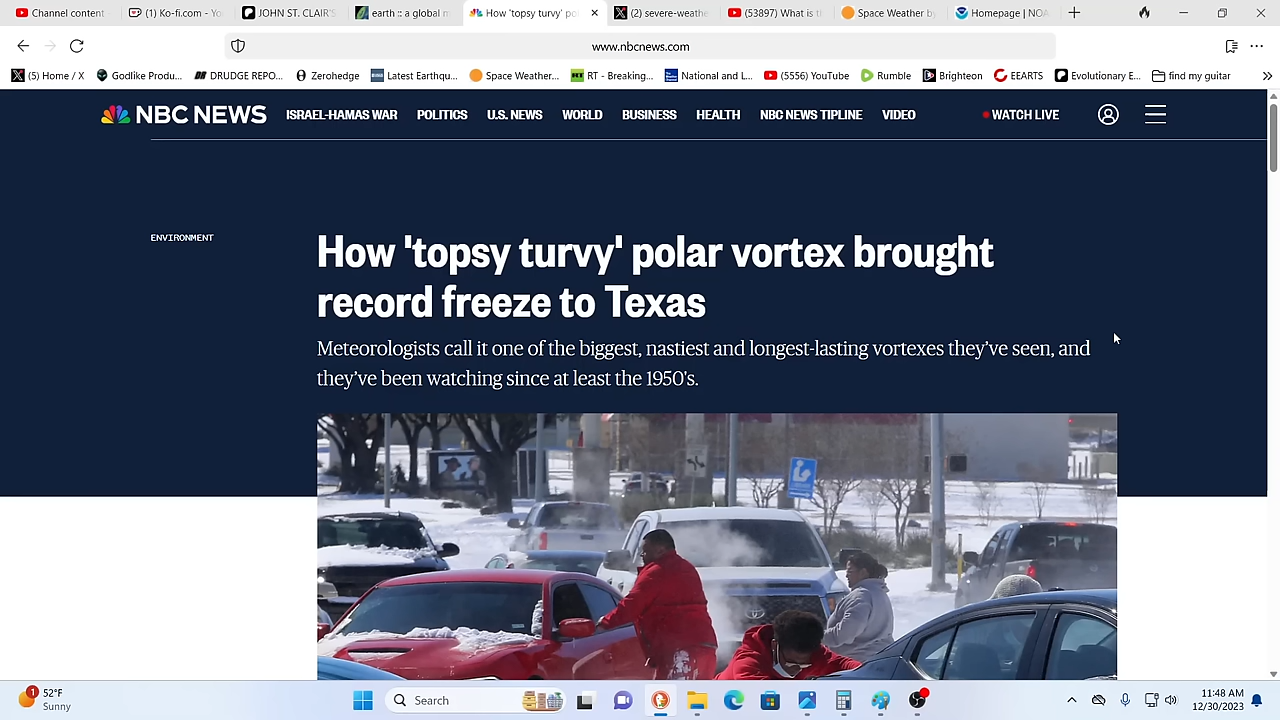 Channel content
(1) Ko-fi.com - Yo
JOHN ST. CLAIR'S
earth :: a global m
How 'topsy turvy' po
(2) severe-weathe
(53897) What is th
Space Weather by
Homepage | NOA
www.nbcnews.com
(5) Home / X
Godlike Produ...
DRUDGE REPO...
Zerohedge
Latest Earthqu...
Space Weather...
RT - Breaking...
National and L...
(5556) YouTube
Rumble
Brighteon
EEARTS
Evolutionary E...
find my guitar
NBC NEWS
ISRAEL-HAMAS WAR
POLITICS
U.S. NEWS
WORLD
BUSINESS
HEALTH
NBC NEWS TIPLINE
VIDEO
WATCH LIVE
ENVIRONMENT
How 'topsy turvy' polar vortex brought
record freeze to Texas
Meteorologists call it one of the biggest, nastiest and longest-lasting vortexes they've seen, and
they've been watching since at least the 1950's.
1
52°F
Sunny
Search
11:48 AM
12/30/2023